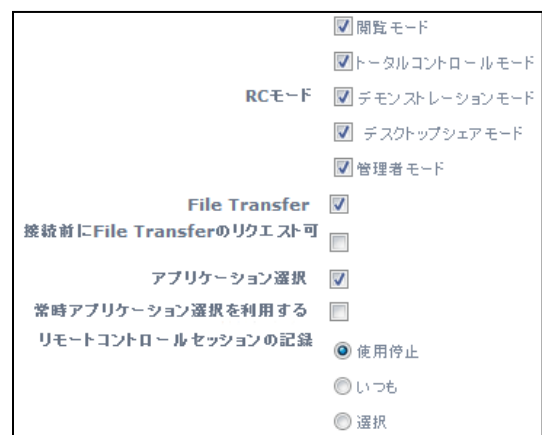 閲覧モード
トータルコントロールモード
RCモード
デモンストレーションモード
デスクトップシェアモード
管理者モード
File Transfer
接続前にFile Transferのリクエスト可
アプリケーション選択
常時アプリケーション選択を利用する
リモートコントロールセッションの記録
使用停止
いつも
選択